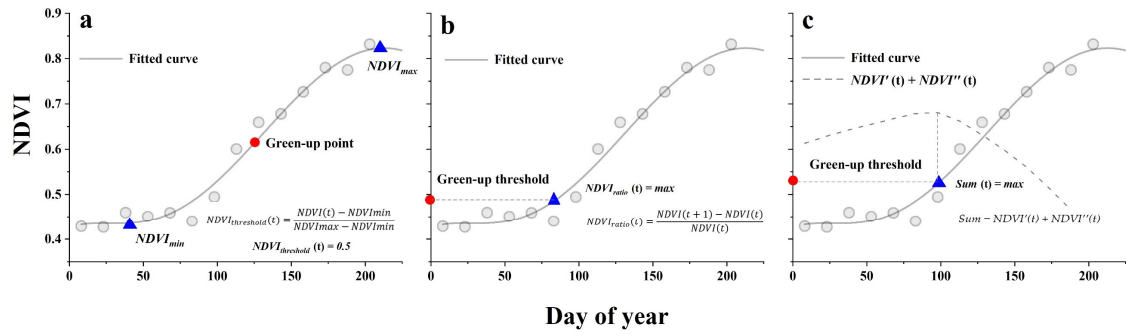 a
Fitted curve
NDVImax
Green-up point
NDVIthreshold(t) = NDVI(t) − NDVImin / NDVImax − NDVImin
NDVImin
NDVIthreshold (t) = 0.5
NDVI
0.9
0.8
0.7
0.6
0.5
0.4
0 50 100 150 200
b
Fitted curve
Green-up threshold
NDVIratio (t) = max
NDVIratio(t) = NDVI(t + 1) − NDVI(t) / NDVI(t)
0 50 100 150 200
c
Fitted curve
NDVI' (t) + NDVI'' (t)
Green-up threshold
Sum (t) = max
Sum − NDVI'(t) + NDVI''(t)
0 50 100 150 200
Day of year